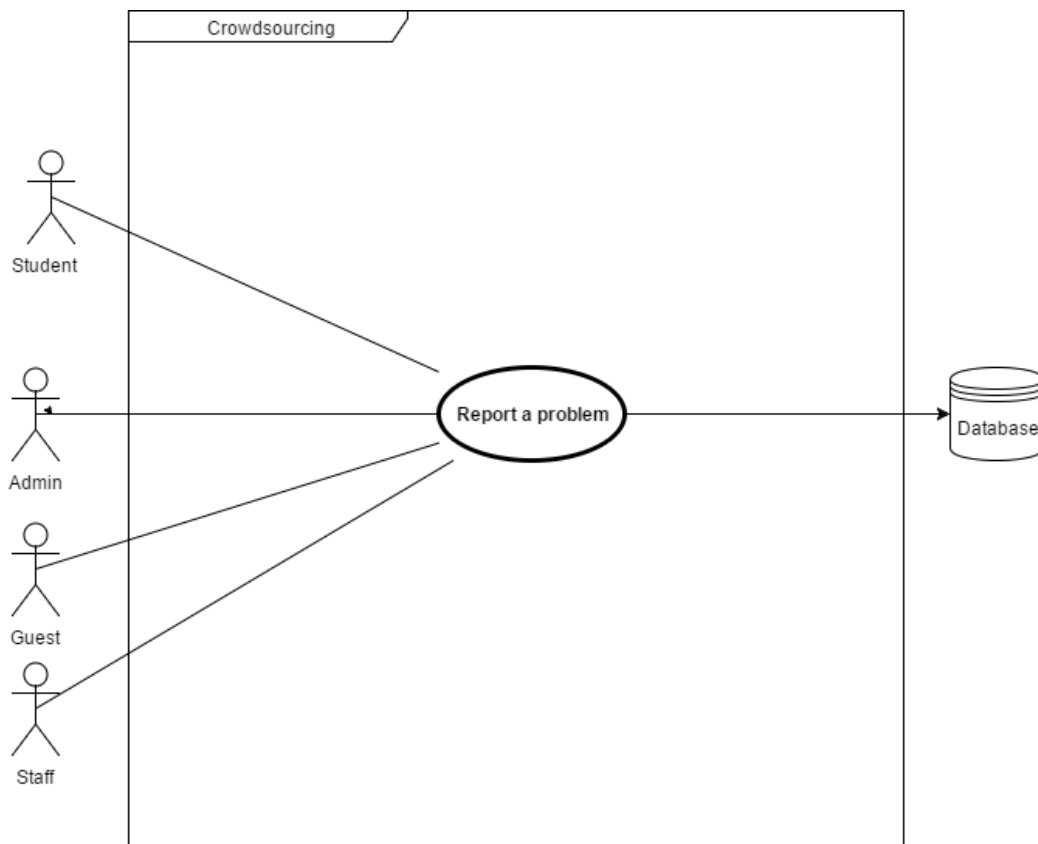 Crowdsourcing
Student
Report a problem
Database
Admin
Guest
Staff